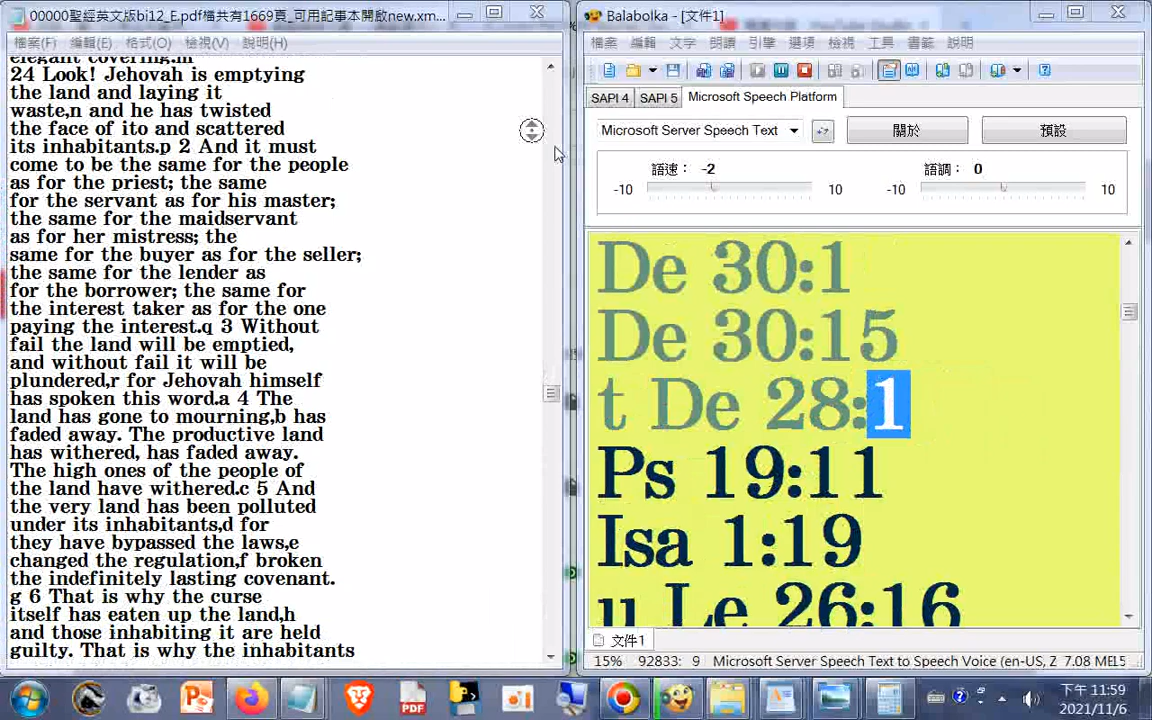 00000聖經英文版bi12_E.pdf檔共有1669頁_可用記事本開啟new.xm...
檔案(F) 編輯(E) 格式(O) 檢視(V) 說明(H)
elegant covering.m
24 Look! Jehovah is emptying
the land and laying it
waste,n and he has twisted
the face of ito and scattered
its inhabitants.p 2 And it must
come to be the same for the people
as for the priest; the same
for the servant as for his master;
the same for the maidservant
as for her mistress; the
same for the buyer as for the seller;
the same for the lender as
for the borrower; the same for
the interest taker as for the one
paying the interest.q 3 Without
fail the land will be emptied,
and without fail it will be
plundered,r for Jehovah himself
has spoken this word.a 4 The
land has gone to mourning,b has
faded away. The productive land
has withered, has faded away.
The high ones of the people of
the land have withered.c 5 And
the very land has been polluted
under its inhabitants,d for
they have bypassed the laws,e
changed the regulation,f broken
the indefinitely lasting covenant.
g 6 That is why the curse
itself has eaten up the land,h
and those inhabiting it are held
guilty. That is why the inhabitants
Balabolka - [文件1]
檔案 編輯 文字 朗讀 引擎 選項 檢視 工具 書籤 說明
SAPI 4 SAPI 5 Microsoft Speech Platform
Microsoft Server Speech Text 關於 預設
語速: -2 語調: 0
-10 10 -10 10
De 30:1
De 30:15
t De 28:1
Ps 19:11
Isa 1:19
u Le 26:16
文件1
15% 92833: 9 Microsoft Server Speech Text to Speech Voice (en-US, Z 7.08 ME15
PDF
下午 11:59
2021/11/6